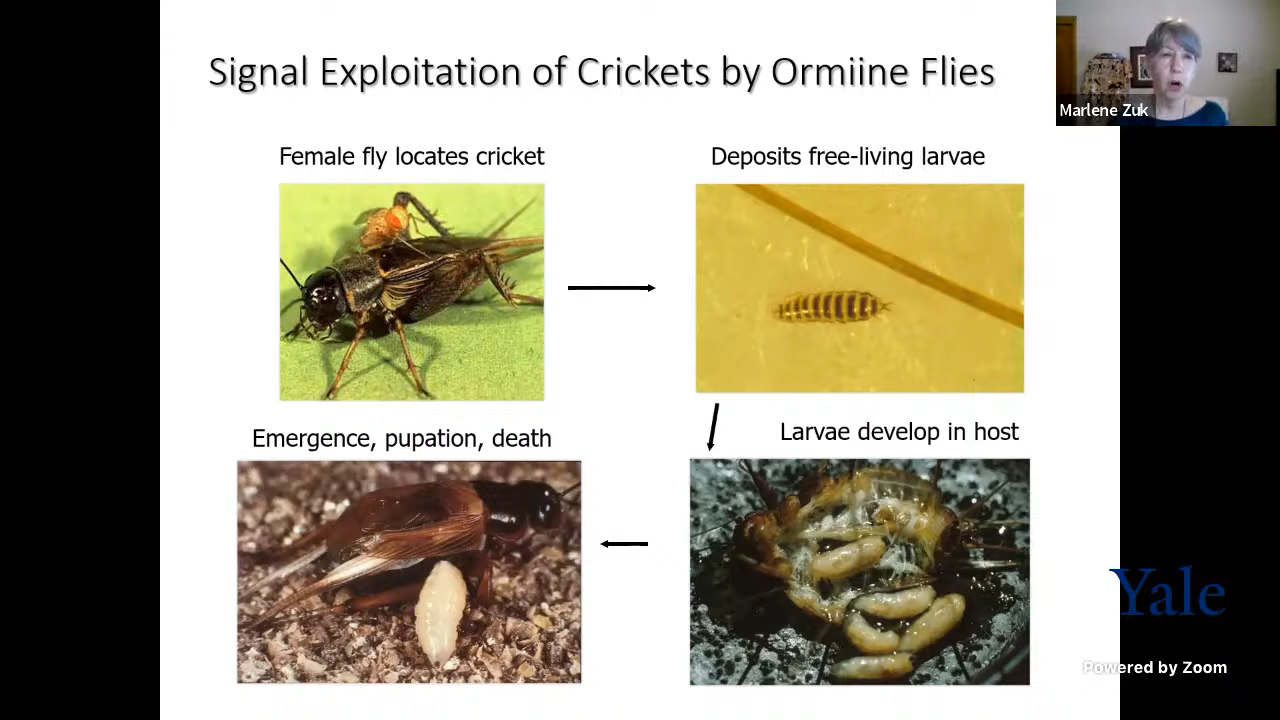 Signal Exploitation of Crickets by Ormiine Flies
Marlene Zuk
Female fly locates cricket
Deposits free-living larvae
Emergence, pupation, death
Larvae develop in host
Yale
Powered by Zoom